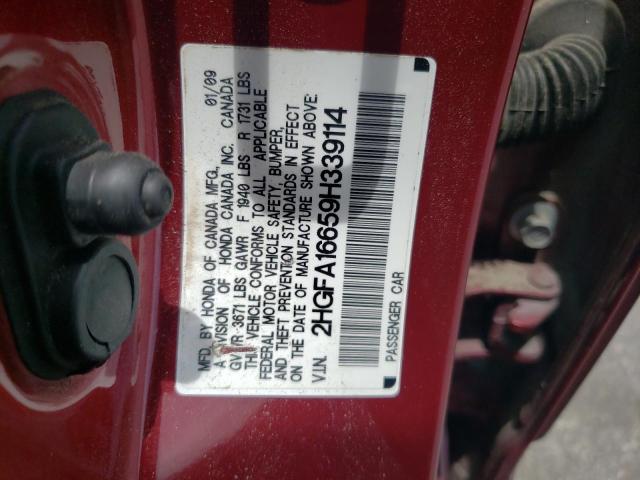 MFD. BY HONDA OF CANADA MFG., 01/09
A DIVISION OF HONDA CANADA INC. CANADA
GVWR 3671 LBS GAWR F 1940 LBS R 1731 LBS
THIS VEHICLE CONFORMS TO ALL APPLICABLE
FEDERAL MOTOR VEHICLE SAFETY, BUMPER,
AND THEFT PREVENTION STANDARDS IN EFFECT
ON THE DATE OF MANUFACTURE SHOWN ABOVE.
V.I.N. 2HGFA16659H339114
PASSENGER CAR